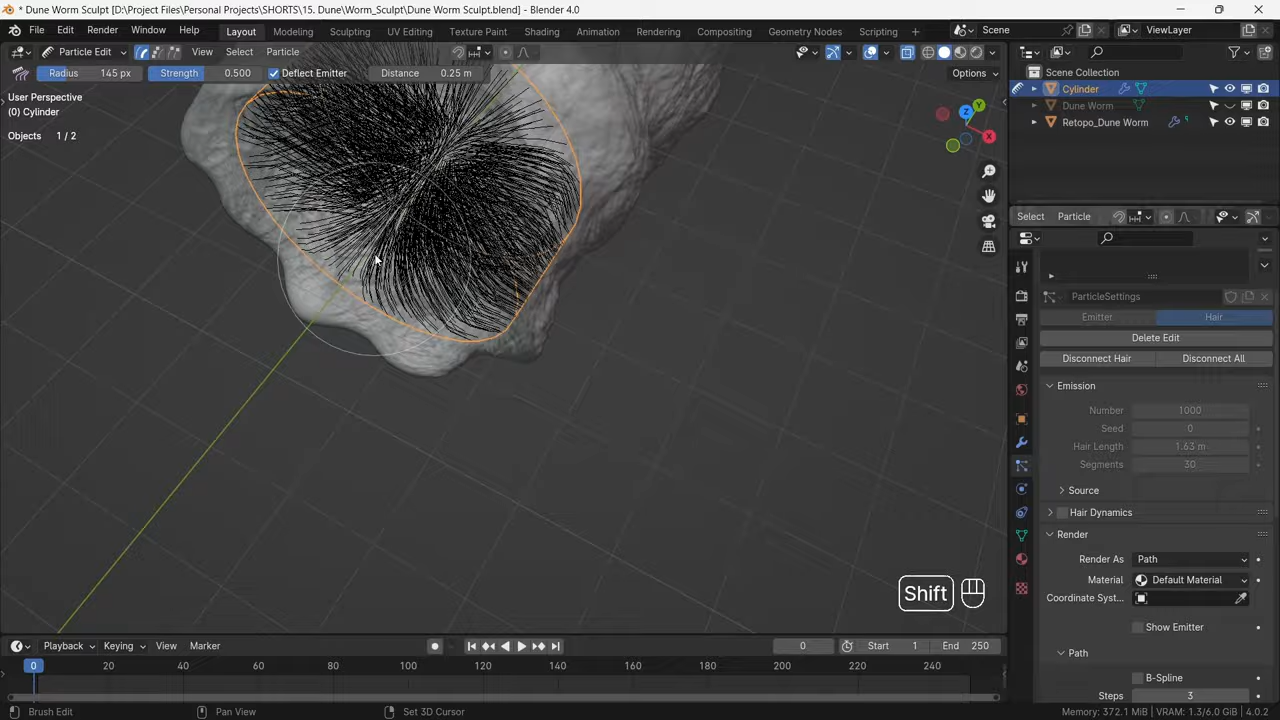 * Dune Worm Sculpt [D:\Project Files\Personal Projects\SHORTS\15. Dune\Worm_Sculpt\Dune Worm Sculpt.blend] - Blender 4.0
File Edit Render Window Help Layout Modeling Sculpting UV Editing Texture Paint Shading Animation Rendering Compositing Geometry Nodes Scripting Scene ViewLayer
Particle Edit View Select Particle
Radius 145 px Strength 0.500 Deflect Emitter Distance 0.25 m Options
Scene Collection
User Perspective
(0) Cylinder
Objects 1 / 2
Cylinder
Dune Worm
Retopo_Dune Worm
Z
Y
X
Select Particle
ParticleSettings
Emitter Hair
Delete Edit
Disconnect Hair Disconnect All
Emission
Number 1000
Seed 0
Hair Length 1.63 m
Segments 30
Source
Hair Dynamics
Render
Render As Path
Material Default Material
Coordinate Syst...
Show Emitter
Path
B-Spline
Steps 3
Shift
Playback Keying View Marker 0 Start 1 End 250
0 20 40 60 80 100 120 140 160 180 200 220 240
Brush Edit Pan View Set 3D Cursor Memory: 372.1 MiB | VRAM: 1.3/6.0 GiB | 4.0.2